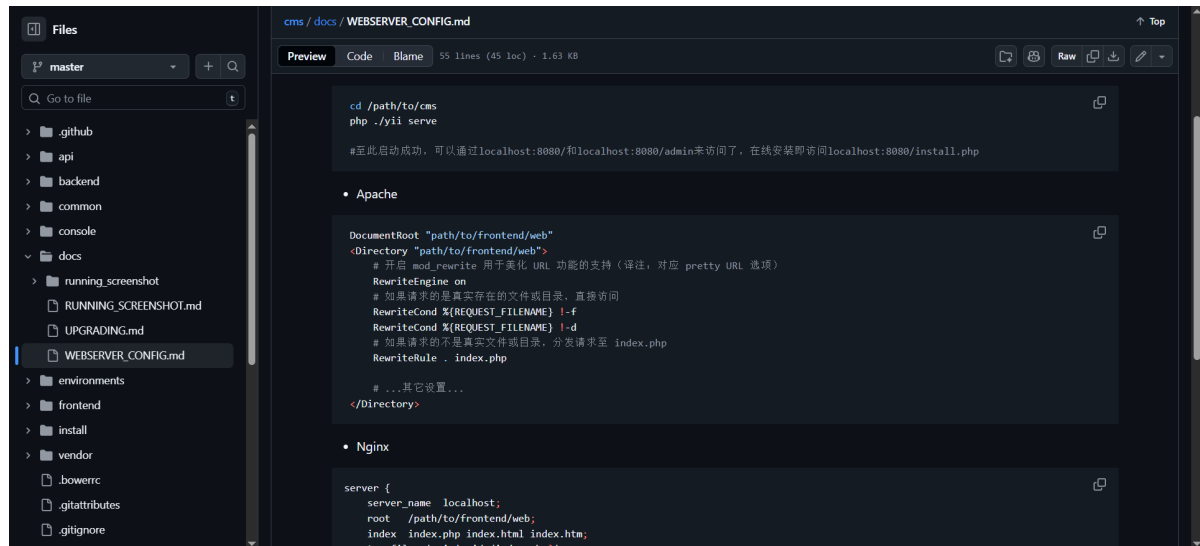 Files
master
Go to file
t
.github
api
backend
common
console
docs
running_screenshot
RUNNING_SCREENSHOT.md
UPGRADING.md
WEBSERVER_CONFIG.md
environments
frontend
install
vendor
.bowerrc
.gitattributes
.gitignore
cms / docs / WEBSERVER_CONFIG.md
Top
Preview Code Blame 55 lines (45 loc) · 1.63 KB
Raw
cd /path/to/cms
php ./yii serve
#至此启动成功，可以通过localhost:8080/和localhost:8080/admin来访问了，在线安装即访问localhost:8080/install.php
• Apache
DocumentRoot "path/to/frontend/web"
<Directory "path/to/frontend/web">
# 开启 mod_rewrite 用于美化 URL 功能的支持（译注：对应 pretty URL 选项）
RewriteEngine on
# 如果请求的是真实存在的文件或目录，直接访问
RewriteCond %{REQUEST_FILENAME} !-f
RewriteCond %{REQUEST_FILENAME} !-d
# 如果请求的不是真实文件或目录，分发请求至 index.php
RewriteRule . index.php
# ...其它设置...
</Directory>
• Nginx
server {
server_name localhost;
root /path/to/frontend/web;
index index.php index.html index.htm;